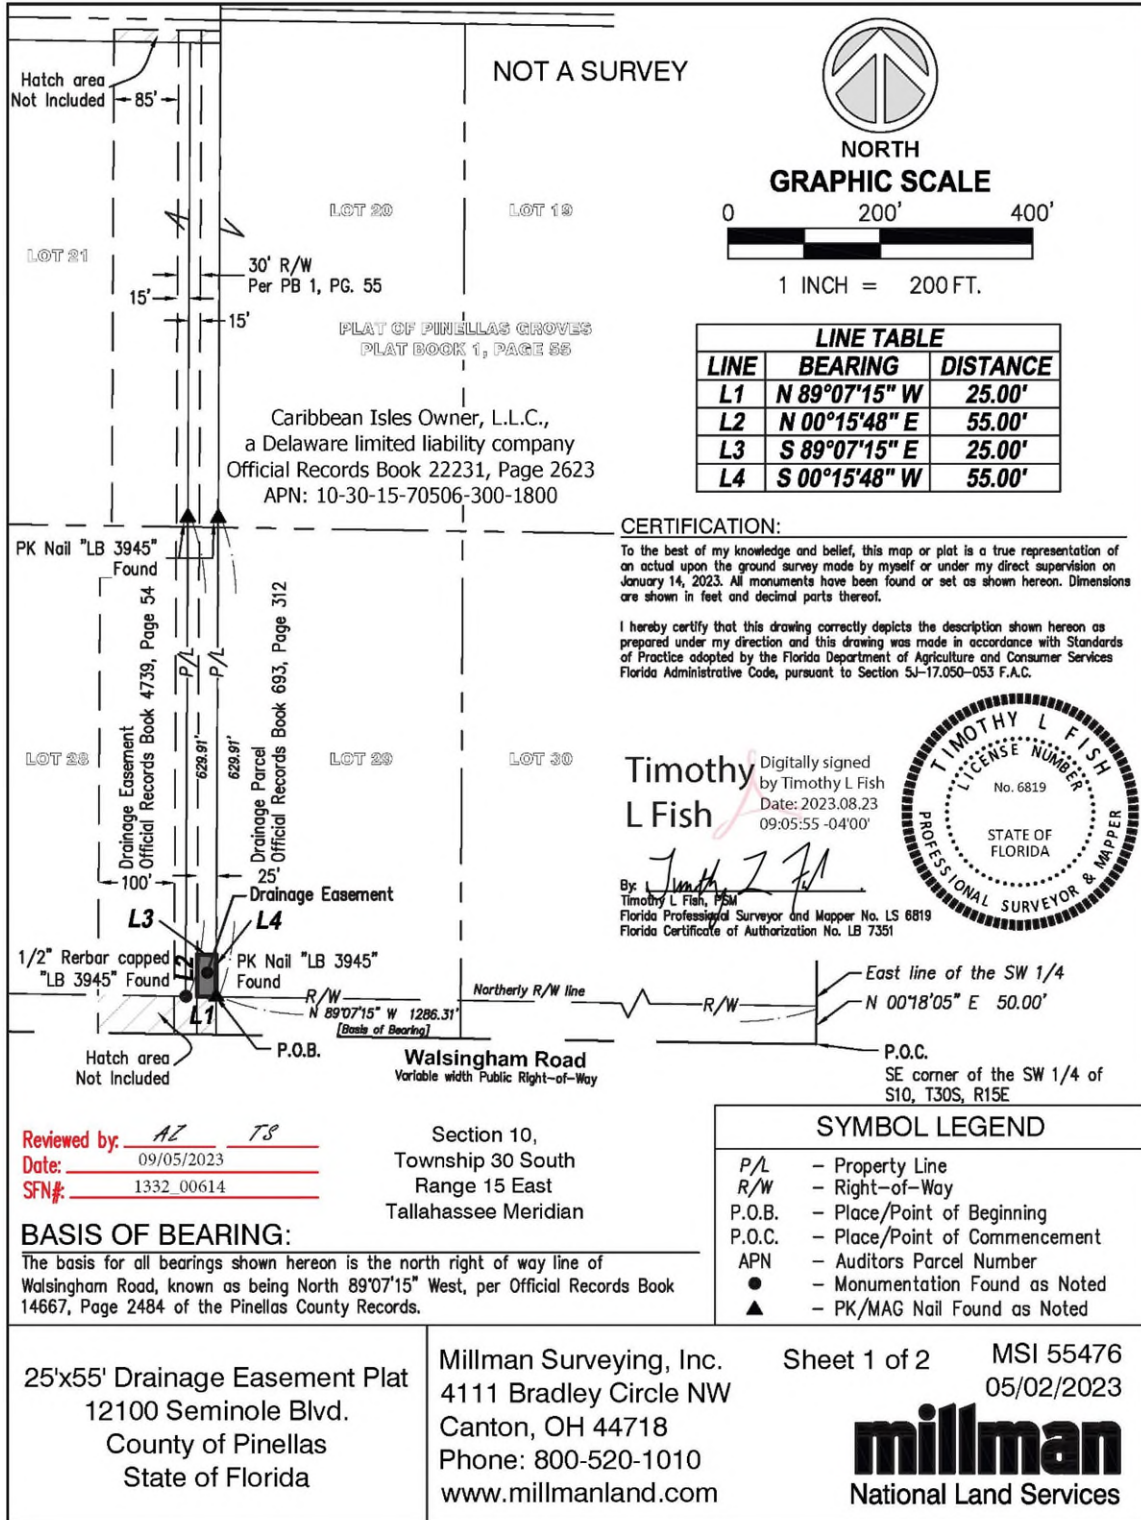 NOT A SURVEY
Hatch area
Not Included
85'
NORTH
GRAPHIC SCALE
0 200' 400'
1 INCH = 200 FT.
LOT 21
LOT 20
LOT 19
30' R/W
Per PB 1, PG. 55
15'
15'
PLAT OF PINELLAS GROVES
PLAT BOOK 1, PAGE 55
LINE TABLE
LINE BEARING DISTANCE
L1 N 89°07'15" W 25.00'
L2 N 00°15'48" E 55.00'
L3 S 89°07'15" E 25.00'
L4 S 00°15'48" W 55.00'
Caribbean Isles Owner, L.L.C.,
a Delaware limited liability company
Official Records Book 22231, Page 2623
APN: 10-30-15-70506-300-1800
PK Nail "LB 3945"
Found
CERTIFICATION:
To the best of my knowledge and belief, this map or plat is a true representation of
an actual upon the ground survey made by myself or under my direct supervision on
January 14, 2023. All monuments have been found or set as shown hereon. Dimensions
are shown in feet and decimal parts thereof.
I hereby certify that this drawing correctly depicts the description shown hereon as
prepared under my direction and this drawing was made in accordance with Standards
of Practice adopted by the Florida Department of Agriculture and Consumer Services
Florida Administrative Code, pursuant to Section 5J-17.050-053 F.A.C.
Drainage Easement
Official Records Book 4739, Page 54
P/L
P/L
629.91'
629.91'
Drainage Parcel
Official Records Book 693, Page 312
LOT 28
LOT 29
LOT 30
100'
25'
Drainage Easement
L3
L4
L2
L1
1/2" Rerbar capped
"LB 3945" Found
PK Nail "LB 3945"
Found
Timothy
L Fish
Digitally signed
by Timothy L Fish
Date: 2023.08.23
09:05:55 -04'00'
TIMOTHY L FISH
LICENSE NUMBER
No. 6819
STATE OF
FLORIDA
PROFESSIONAL SURVEYOR & MAPPER
By: Timothy L Fish
Timothy L Fish, PSM
Florida Professional Surveyor and Mapper No. LS 6819
Florida Certificate of Authorization No. LB 7351
R/W
Northerly R/W line
R/W
N 89°07'15" W 1286.31'
[Basis of Bearing]
East line of the SW 1/4
N 00°18'05" E 50.00'
P.O.B.
Hatch area
Not Included
Walsingham Road
Variable width Public Right-of-Way
P.O.C.
SE corner of the SW 1/4 of
S10, T30S, R15E
Reviewed by: AZ TS
Date: 09/05/2023
SFN#: 1332_00614
Section 10,
Township 30 South
Range 15 East
Tallahassee Meridian
SYMBOL LEGEND
P/L - Property Line
R/W - Right-of-Way
P.O.B. - Place/Point of Beginning
P.O.C. - Place/Point of Commencement
APN - Auditors Parcel Number
- Monumentation Found as Noted
- PK/MAG Nail Found as Noted
BASIS OF BEARING:
The basis for all bearings shown hereon is the north right of way line of
Walsingham Road, known as being North 89°07'15" West, per Official Records Book
14667, Page 2484 of the Pinellas County Records.
25'x55' Drainage Easement Plat
12100 Seminole Blvd.
County of Pinellas
State of Florida
Millman Surveying, Inc.
4111 Bradley Circle NW
Canton, OH 44718
Phone: 800-520-1010
www.millmanland.com
Sheet 1 of 2
MSI 55476
05/02/2023
millman
National Land Services